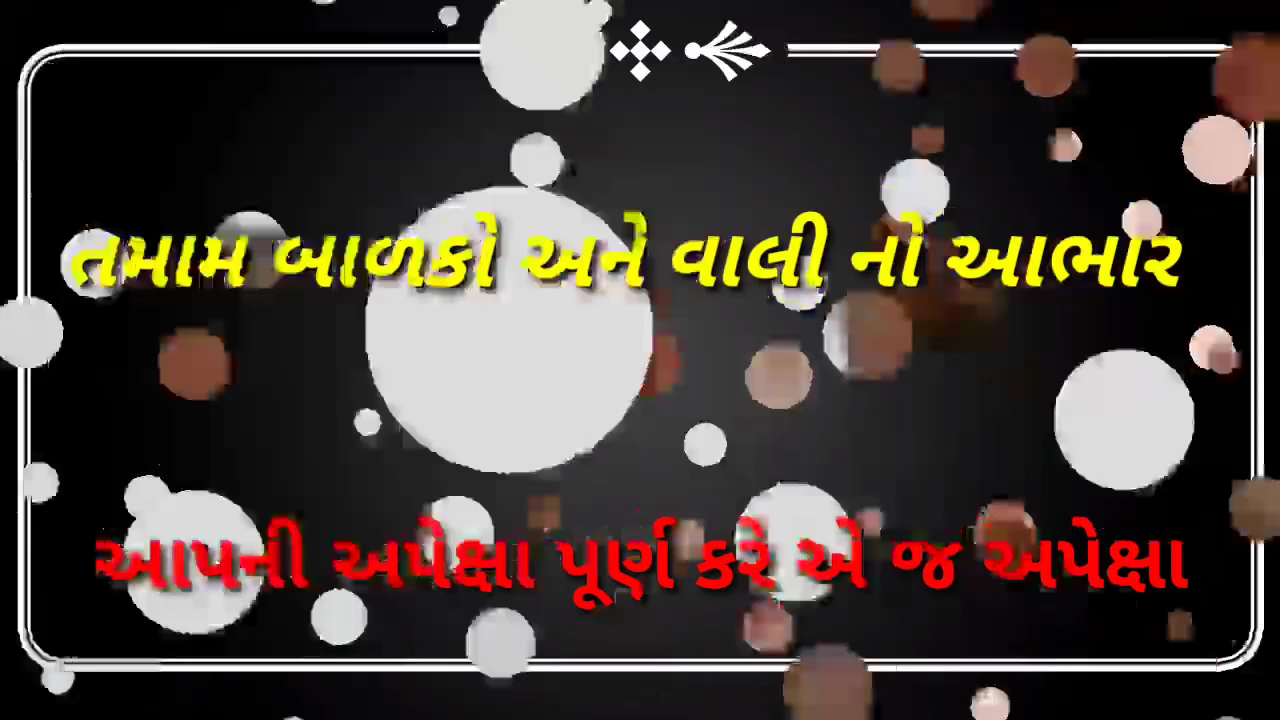 તમામ બાળકો અને વાલી નો આભાર
આપની અપેક્ષા પૂર્ણ કરે એ જ અપેક્ષા